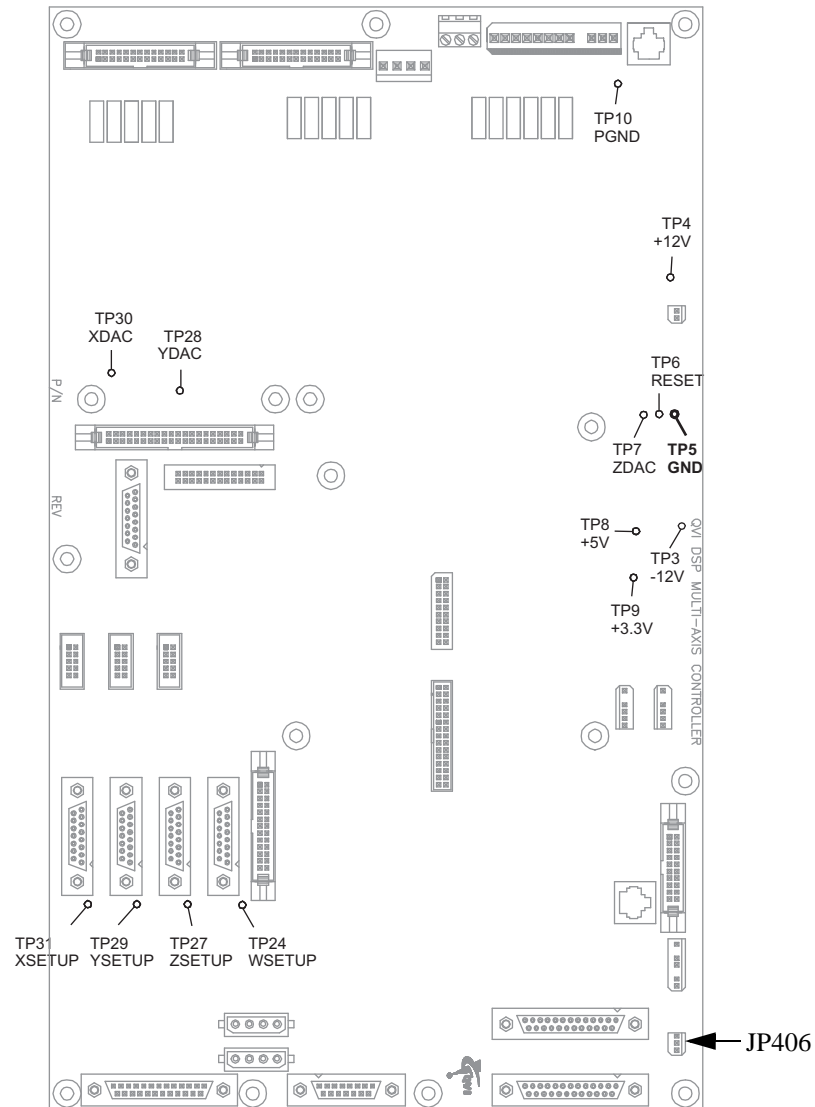 TP10
PGND
TP4
+12V
TP30
XDAC
TP28
YDAC
TP6
RESET
P/N
TP7
ZDAC
TP5
GND
REV
TP8
+5V
TP3
-12V
TP9
+3.3V
QVI DSP MULTI-AXIS CONTROLLER
TP31
XSETUP
TP29
YSETUP
TP27
ZSETUP
TP24
WSETUP
JP406